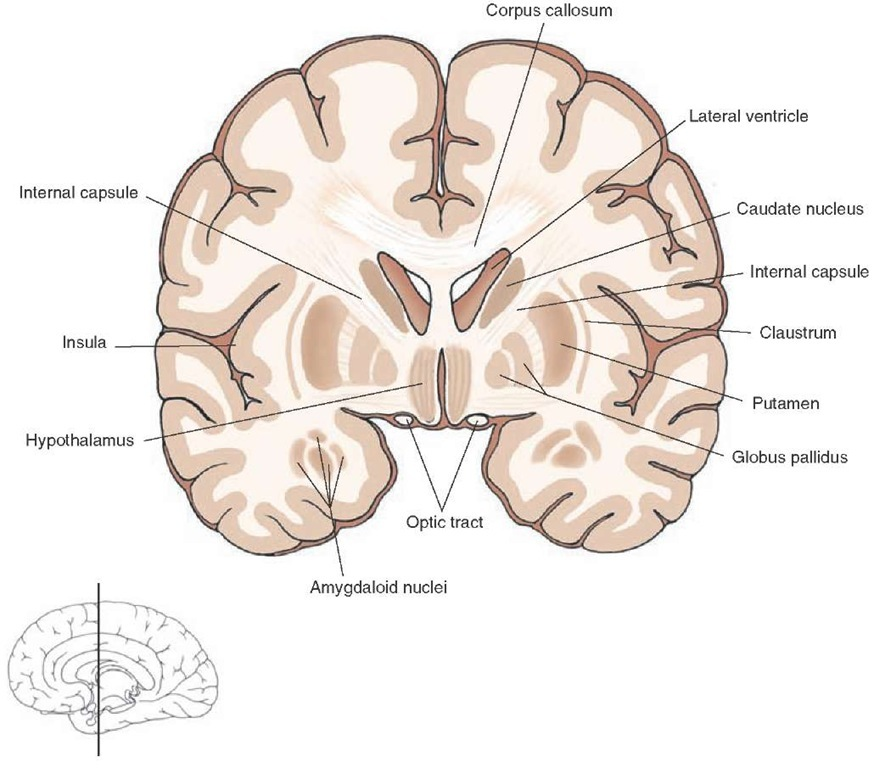 Corpus callosum
Lateral ventricle
Internal capsule
Caudate nucleus
Internal capsule
Claustrum
Insula
Putamen
Hypothalamus
Globus pallidus
Optic tract
Amygdaloid nuclei